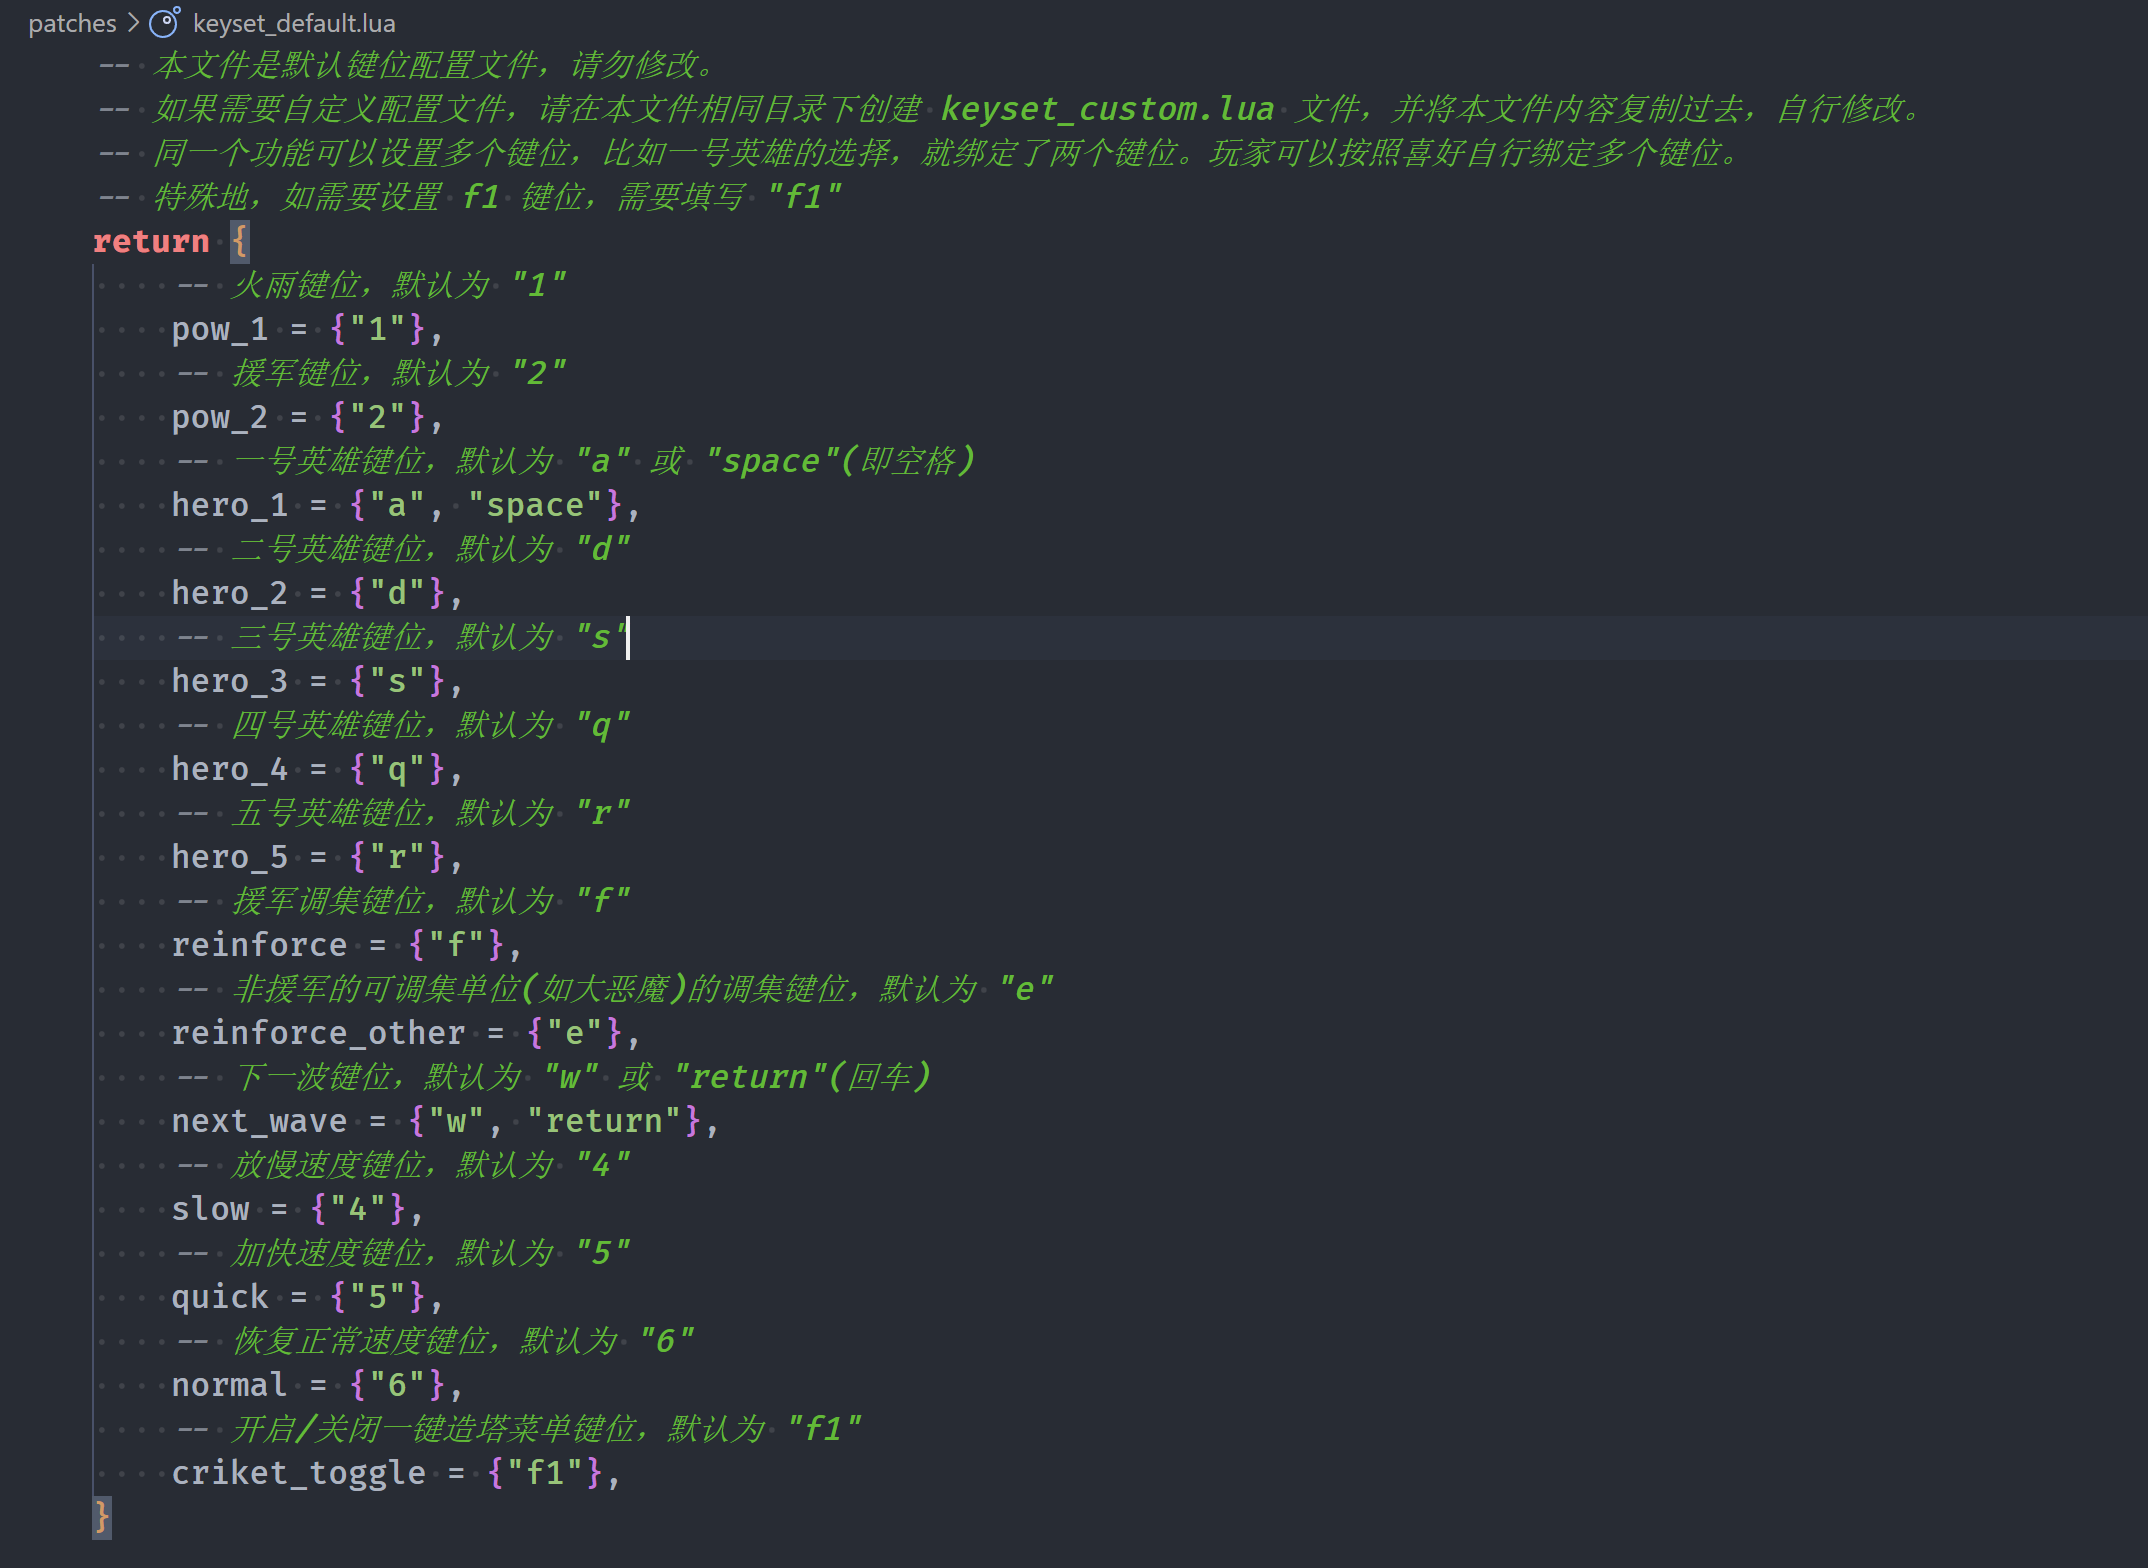 patches > keyset_default.lua
-- 本文件是默认键位配置文件，请勿修改。
-- 如果需要自定义配置文件，请在本文件相同目录下创建 keyset_custom.lua 文件，并将本文件内容复制过去，自行修改。
-- 同一个功能可以设置多个键位，比如一号英雄的选择，就绑定了两个键位。玩家可以按照喜好自行绑定多个键位。
-- 特殊地，如需要设置 f1 键位，需要填写 "f1"
return {
    -- 火雨键位，默认为 "1"
    pow_1 = {"1"},
    -- 援军键位，默认为 "2"
    pow_2 = {"2"},
    -- 一号英雄键位，默认为 "a" 或 "space"(即空格)
    hero_1 = {"a", "space"},
    -- 二号英雄键位，默认为 "d"
    hero_2 = {"d"},
    -- 三号英雄键位，默认为 "s"
    hero_3 = {"s"},
    -- 四号英雄键位，默认为 "q"
    hero_4 = {"q"},
    -- 五号英雄键位，默认为 "r"
    hero_5 = {"r"},
    -- 援军调集键位，默认为 "f"
    reinforce = {"f"},
    -- 非援军的可调集单位(如大恶魔)的调集键位，默认为 "e"
    reinforce_other = {"e"},
    -- 下一波键位，默认为 "w" 或 "return"(回车)
    next_wave = {"w", "return"},
    -- 放慢速度键位，默认为 "4"
    slow = {"4"},
    -- 加快速度键位，默认为 "5"
    quick = {"5"},
    -- 恢复正常速度键位，默认为 "6"
    normal = {"6"},
    -- 开启/关闭一键造塔菜单键位，默认为 "f1"
    criket_toggle = {"f1"},
}